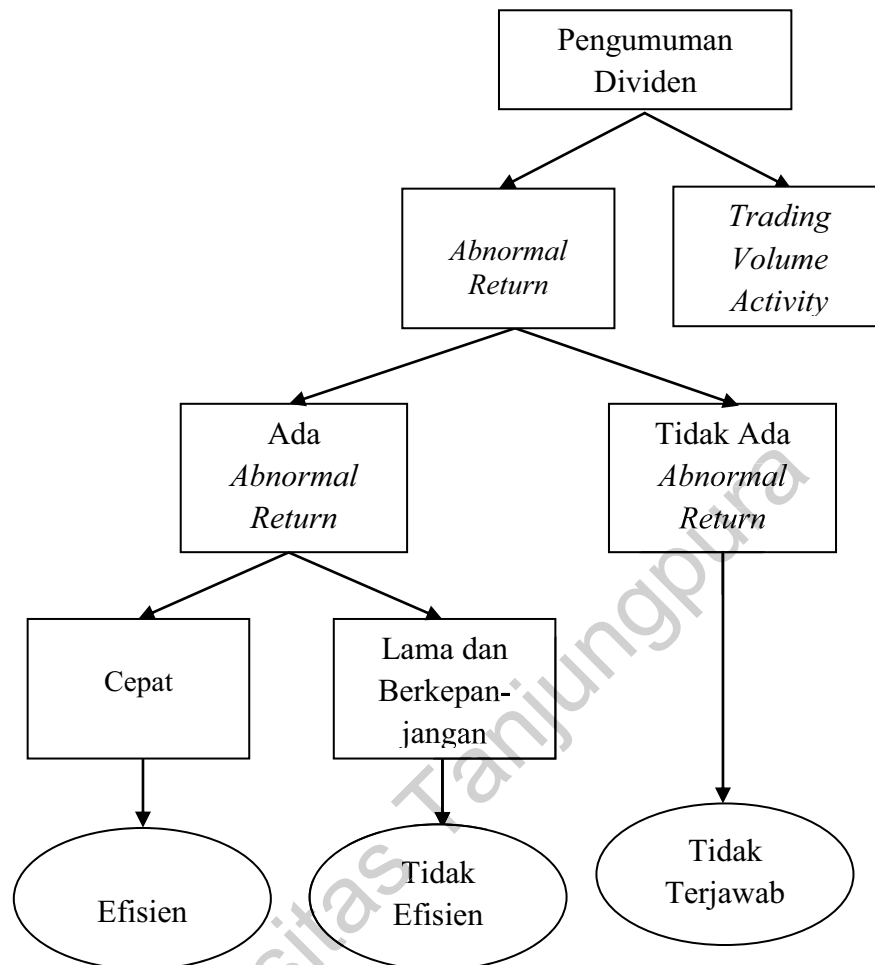 Pengumuman
Dividen
Abnormal
Return
Trading
Volume
Activity
Ada
Abnormal
Return
Tidak Ada
Abnormal
Return
Cepat
Lama dan
Berkepan-
jangan
Efisien
Tidak
Efisien
Tidak
Terjawab
sitas Tanjungpura